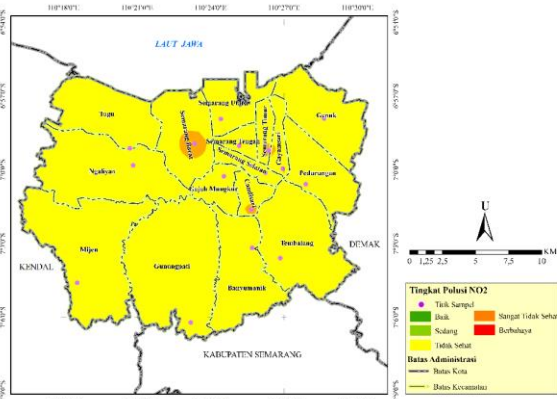 110°18'0"E 110°21'0"E 110°24'0"E 110°27'0"E 110°30'0"E
LAUT JAWA
Semarang Utara
Tugu
Genuk
Semarang Barat
Semarang Tengah
Semarang Timur
Gayamsari
Semarang Selatan
Ngaliyan
Pedurungan
Gajah Mungkur
Candisari
Mijen
Tembalang
DEMAK
KENDAL
Gunungpati
Banyumanik
KABUPATEN SEMARANG
U
0 1,25 2,5 5 7,5 10 KM
Tingkat Polusi NO2
Titik Sampel
Baik
Sangat Tidak Sehat
Sedang
Berbahaya
Tidak Sehat
Batas Administrasi
Batas Kota
Batas Kecamatan